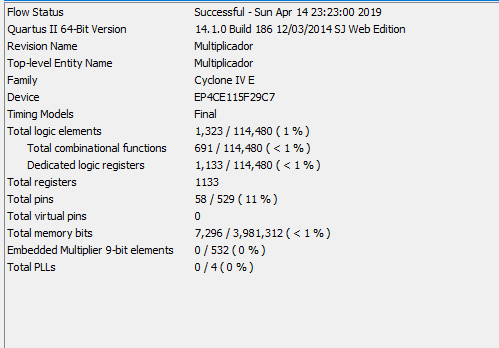 Flow Status Successful - Sun Apr 14 23:23:00 2019
Quartus II 64-Bit Version 14.1.0 Build 186 12/03/2014 SJ Web Edition
Revision Name Multiplicador
Top-level Entity Name Multiplicador
Family Cyclone IV E
Device EP4CE115F29C7
Timing Models Final
Total logic elements 1,323 / 114,480 ( 1 % )
Total combinational functions 691 / 114,480 ( < 1 % )
Dedicated logic registers 1,133 / 114,480 ( < 1 % )
Total registers 1133
Total pins 58 / 529 ( 11 % )
Total virtual pins 0
Total memory bits 7,296 / 3,981,312 ( < 1 % )
Embedded Multiplier 9-bit elements 0 / 532 ( 0 % )
Total PLLs 0 / 4 ( 0 % )